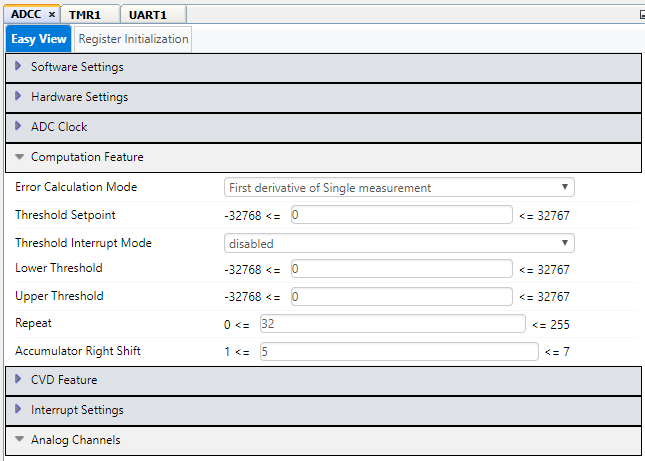 ADCC × TMR1 UART1
Easy View Register Initialization
Software Settings
Hardware Settings
ADC Clock
Computation Feature
Error Calculation Mode First derivative of Single measurement
Threshold Setpoint -32768 <= 0 <= 32767
Threshold Interrupt Mode disabled
Lower Threshold -32768 <= 0 <= 32767
Upper Threshold -32768 <= 0 <= 32767
Repeat 0 <= 32 <= 255
Accumulator Right Shift 1 <= 5 <= 7
CVD Feature
Interrupt Settings
Analog Channels